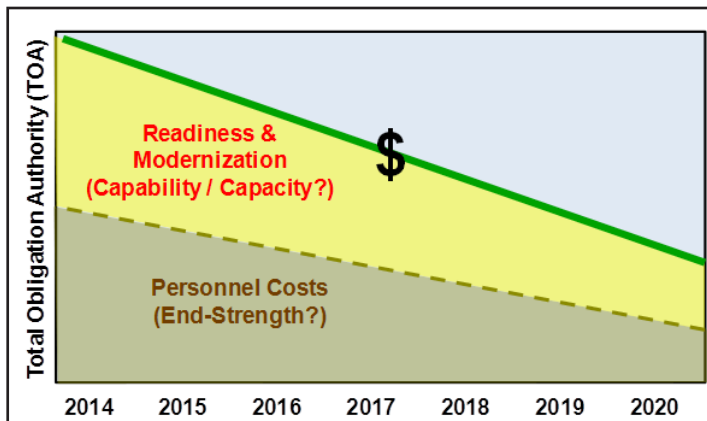 Total Obligation Authority (TOA)
Readiness &
Modernization
(Capability / Capacity?)
$
Personnel Costs
(End-Strength?)
2014 2015 2016 2017 2018 2019 2020